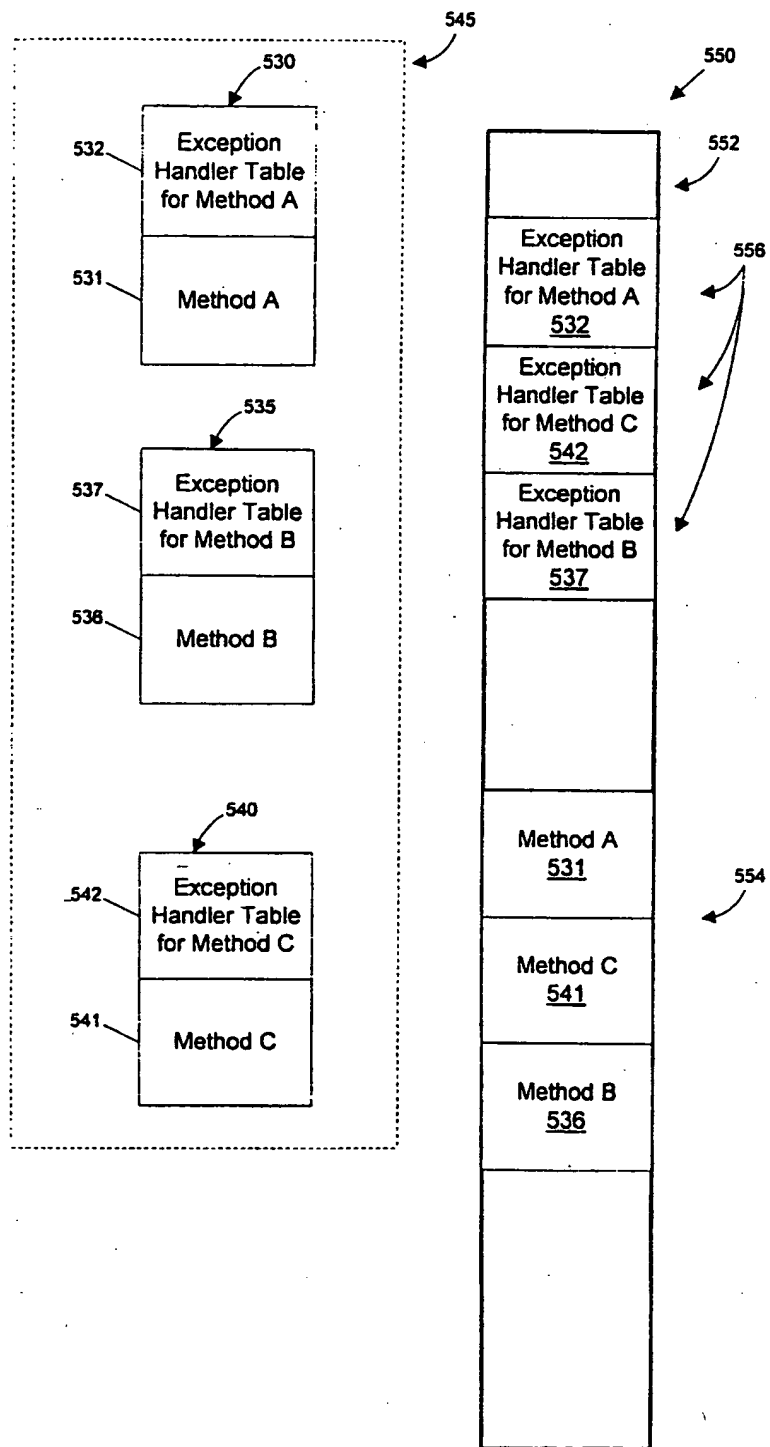 545
530
532
Exception
Handler Table
for Method A
531
Method A
535
537
Exception
Handler Table
for Method B
536
Method B
540
542
Exception
Handler Table
for Method C
541
Method C
550
552
Exception
Handler Table
for Method A
532
556
Exception
Handler Table
for Method C
542
Exception
Handler Table
for Method B
537
Method A
531
554
Method C
541
Method B
536